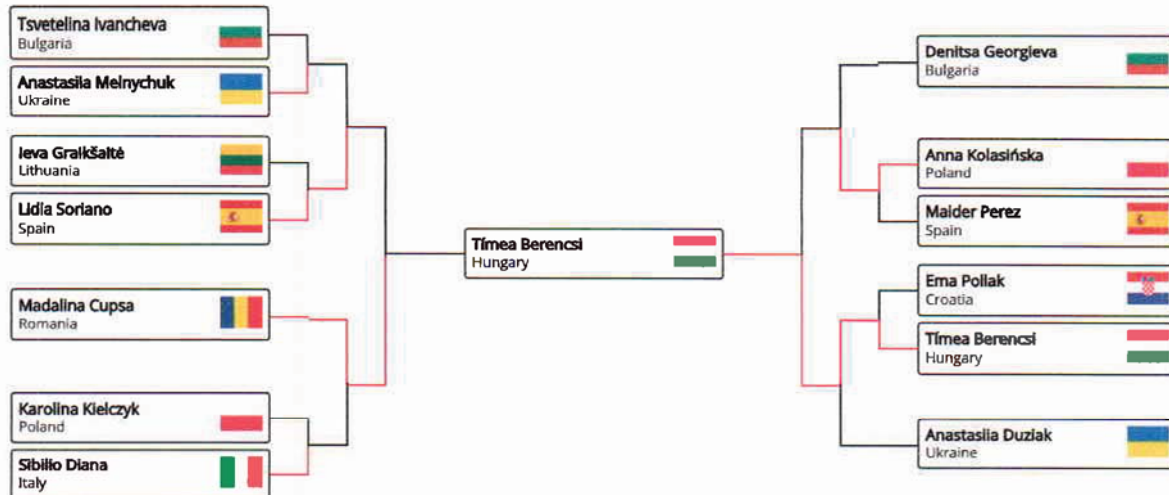 Tsvetelina Ivancheva
Bulgaria
Anastasiia Melnychuk
Ukraine
Ieva Graikšaitė
Lithuania
Lidia Soriano
Spain
Madalina Cupsa
Romania
Karolina Kielczyk
Poland
Sibilio Diana
Italy
Tímea Berencsi
Hungary
Denitsa Georgieva
Bulgaria
Anna Kolasińska
Poland
Maider Perez
Spain
Ema Pollak
Croatia
Tímea Berencsi
Hungary
Anastasiia Duziak
Ukraine